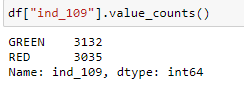 df["ind_109"].value_counts()
GREEN    3132
RED      3035
Name: ind_109, dtype: int64